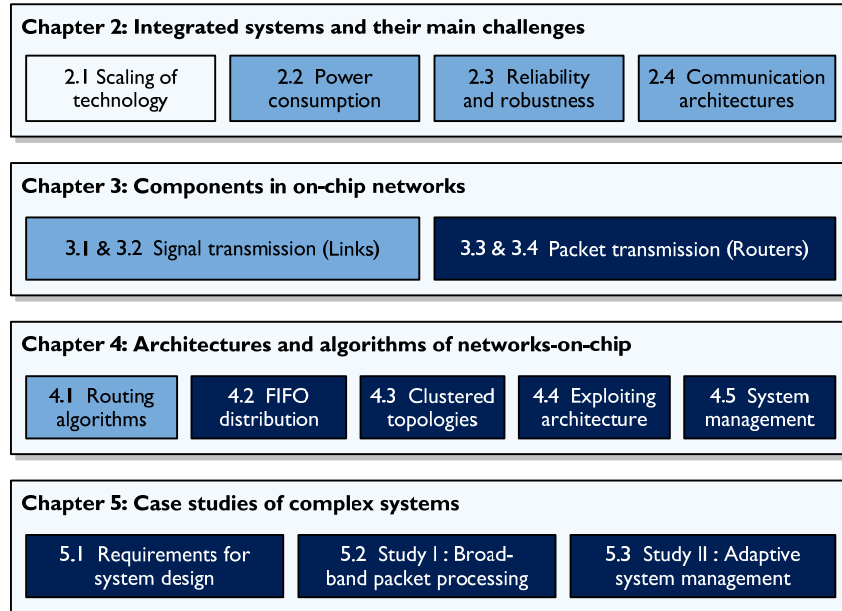 Chapter 2: Integrated systems and their main challenges
2.1 Scaling of
technology
2.2 Power
consumption
2.3 Reliability
and robustness
2.4 Communication
architectures
Chapter 3: Components in on-chip networks
3.1 & 3.2 Signal transmission (Links)
3.3 & 3.4 Packet transmission (Routers)
Chapter 4: Architectures and algorithms of networks-on-chip
4.1 Routing
algorithms
4.2 FIFO
distribution
4.3 Clustered
topologies
4.4 Exploiting
architecture
4.5 System
management
Chapter 5: Case studies of complex systems
5.1 Requirements for
system design
5.2 Study I : Broad-
band packet processing
5.3 Study II : Adaptive
system management